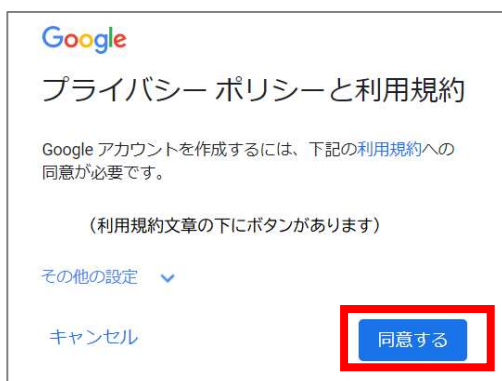 Google
プライバシー ポリシーと利用規約
Google アカウントを作成するには、下記の利用規約への
同意が必要です。
（利用規約文章の下にボタンがあります）
その他の設定
キャンセル
同意する